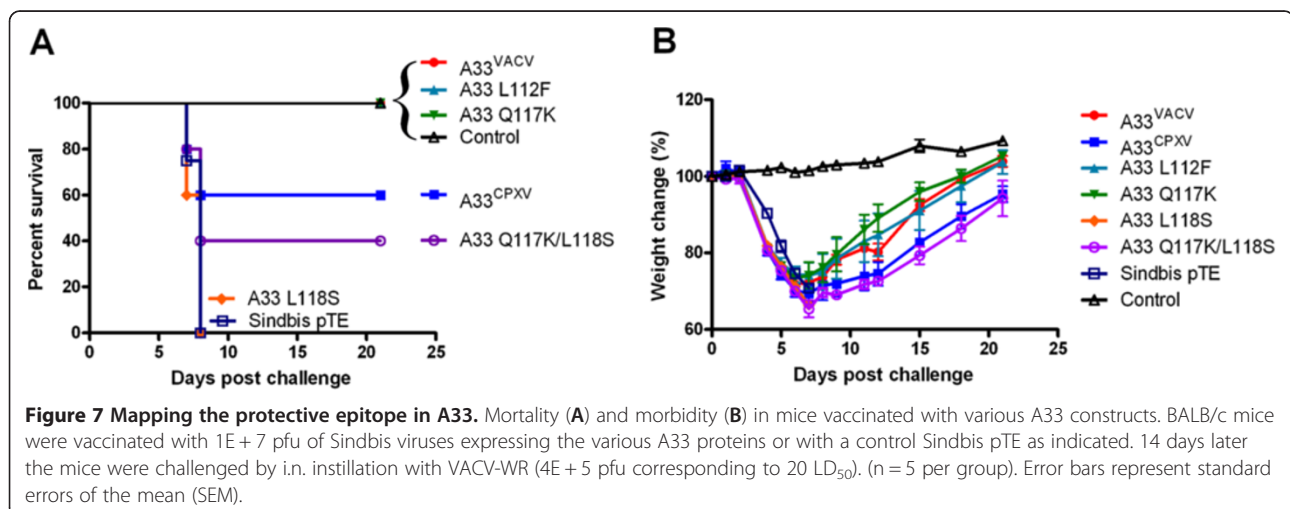 A
A33VACV
A33 L112F
A33 Q117K
Control
100
80
60
40
20
0
Percent survival
A33CPXV
A33 Q117K/L118S
A33 L118S
Sindbis pTE
0 5 10 15 20 25
Days post challenge
B
120
100
80
60
Weight change (%)
0 5 10 15 20 25
Days post challenge
A33VACV
A33CPXV
A33 L112F
A33 Q117K
A33 L118S
A33 Q117K/L118S
Sindbis pTE
Control
Figure 7 Mapping the protective epitope in A33. Mortality (A) and morbidity (B) in mice vaccinated with various A33 constructs. BALB/c mice
were vaccinated with 1E + 7 pfu of Sindbis viruses expressing the various A33 proteins or with a control Sindbis pTE as indicated. 14 days later
the mice were challenged by i.n. instillation with VACV-WR (4E + 5 pfu corresponding to 20 LD50). (n = 5 per group). Error bars represent standard
errors of the mean (SEM).